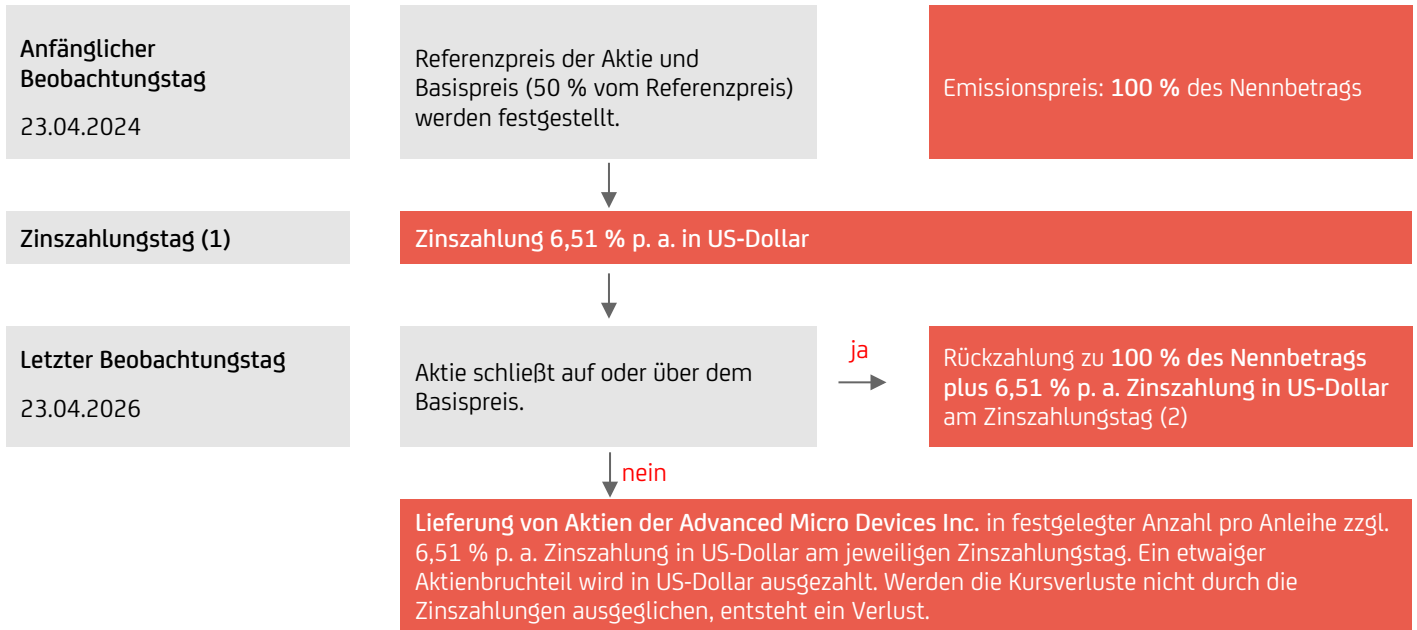 Anfänglicher
Beobachtungstag
23.04.2024
Referenzpreis der Aktie und
Basispreis (50 % vom Referenzpreis)
werden festgestellt.
Emissionspreis: 100 % des Nennbetrags
Zinszahlungstag (1)
Zinszahlung 6,51 % p. a. in US-Dollar
Letzter Beobachtungstag
23.04.2026
Aktie schließt auf oder über dem
Basispreis.
ja
Rückzahlung zu 100 % des Nennbetrags
plus 6,51 % p. a. Zinszahlung in US-Dollar
am Zinszahlungstag (2)
nein
Lieferung von Aktien der Advanced Micro Devices Inc. in festgelegter Anzahl pro Anleihe zzgl.
6,51 % p. a. Zinszahlung in US-Dollar am jeweiligen Zinszahlungstag. Ein etwaiger
Aktienbruchteil wird in US-Dollar ausgezahlt. Werden die Kursverluste nicht durch die
Zinszahlungen ausgeglichen, entsteht ein Verlust.